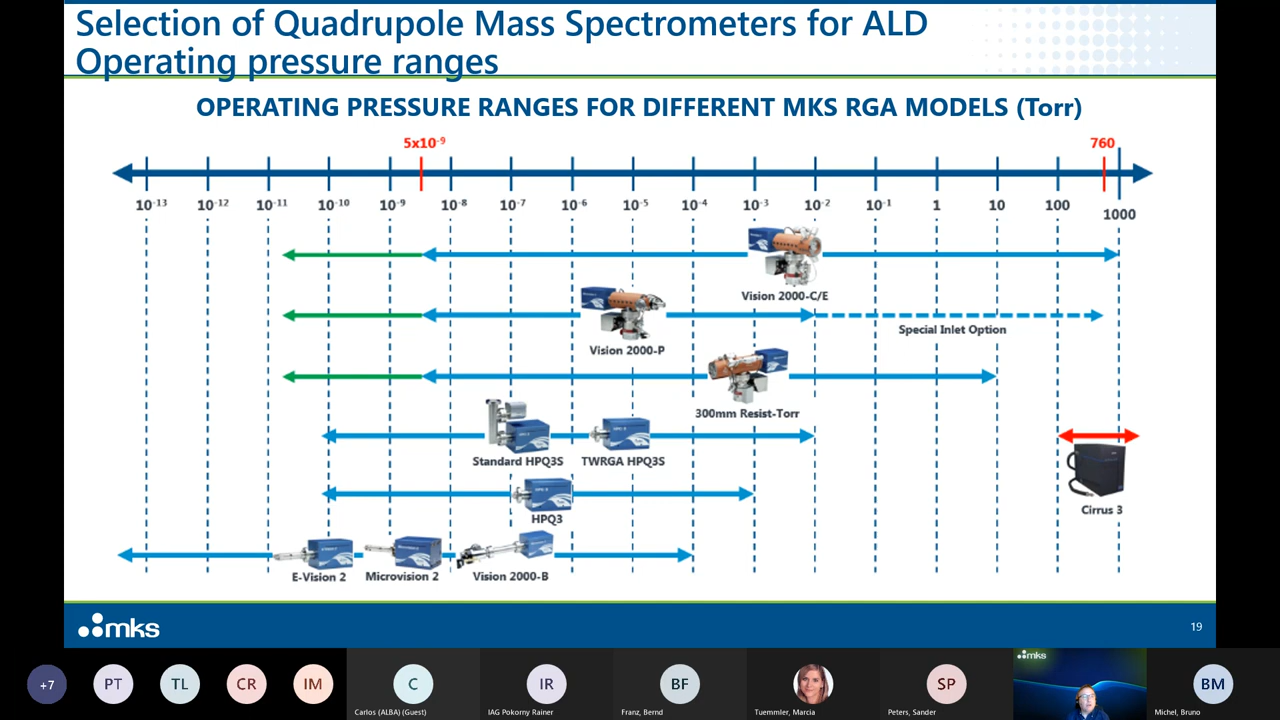 Selection of Quadrupole Mass Spectrometers for ALD
Operating pressure ranges
OPERATING PRESSURE RANGES FOR DIFFERENT MKS RGA MODELS (Torr)
5x10⁻⁹
760
10⁻¹³ 10⁻¹² 10⁻¹¹ 10⁻¹⁰ 10⁻⁹ 10⁻⁸ 10⁻⁷ 10⁻⁶ 10⁻⁵ 10⁻⁴ 10⁻³ 10⁻² 10⁻¹ 1 10 100 1000
Vision 2000-C/E
Special Inlet Option
Vision 2000-P
300mm Resist-Torr
Standard HPQ3S
TWRGA HPQ3S
Cirrus 3
HPQ3
E-Vision 2
Microvision 2
Vision 2000-B
mks
19
mks
+7
PT
TL
CR
IM
C
IR
BF
SP
BM
Carlos (ALBA) (Guest)
IAG Pokorny Rainer
Franz, Bernd
Tuemmler, Marcia
Peters, Sander
Michel, Bruno